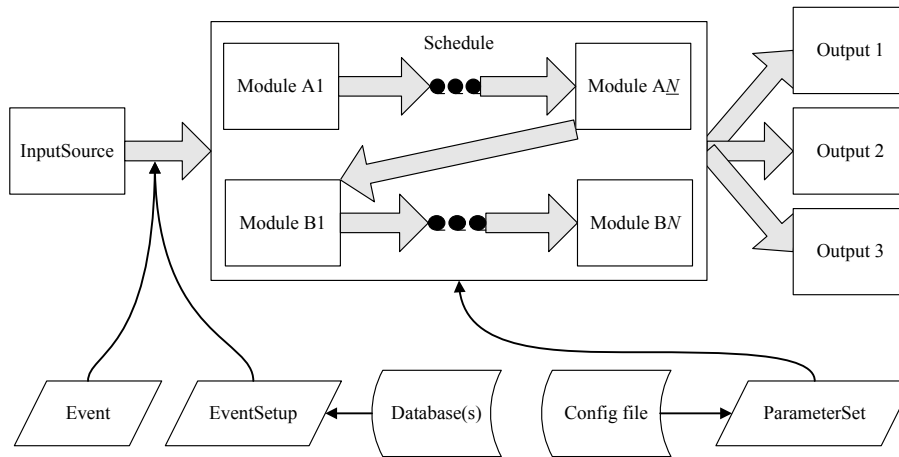 Schedule
Module A1
Module AN
Output 1
InputSource
Output 2
Module B1
Module BN
Output 3
Event
EventSetup
Database(s)
Config file
ParameterSet